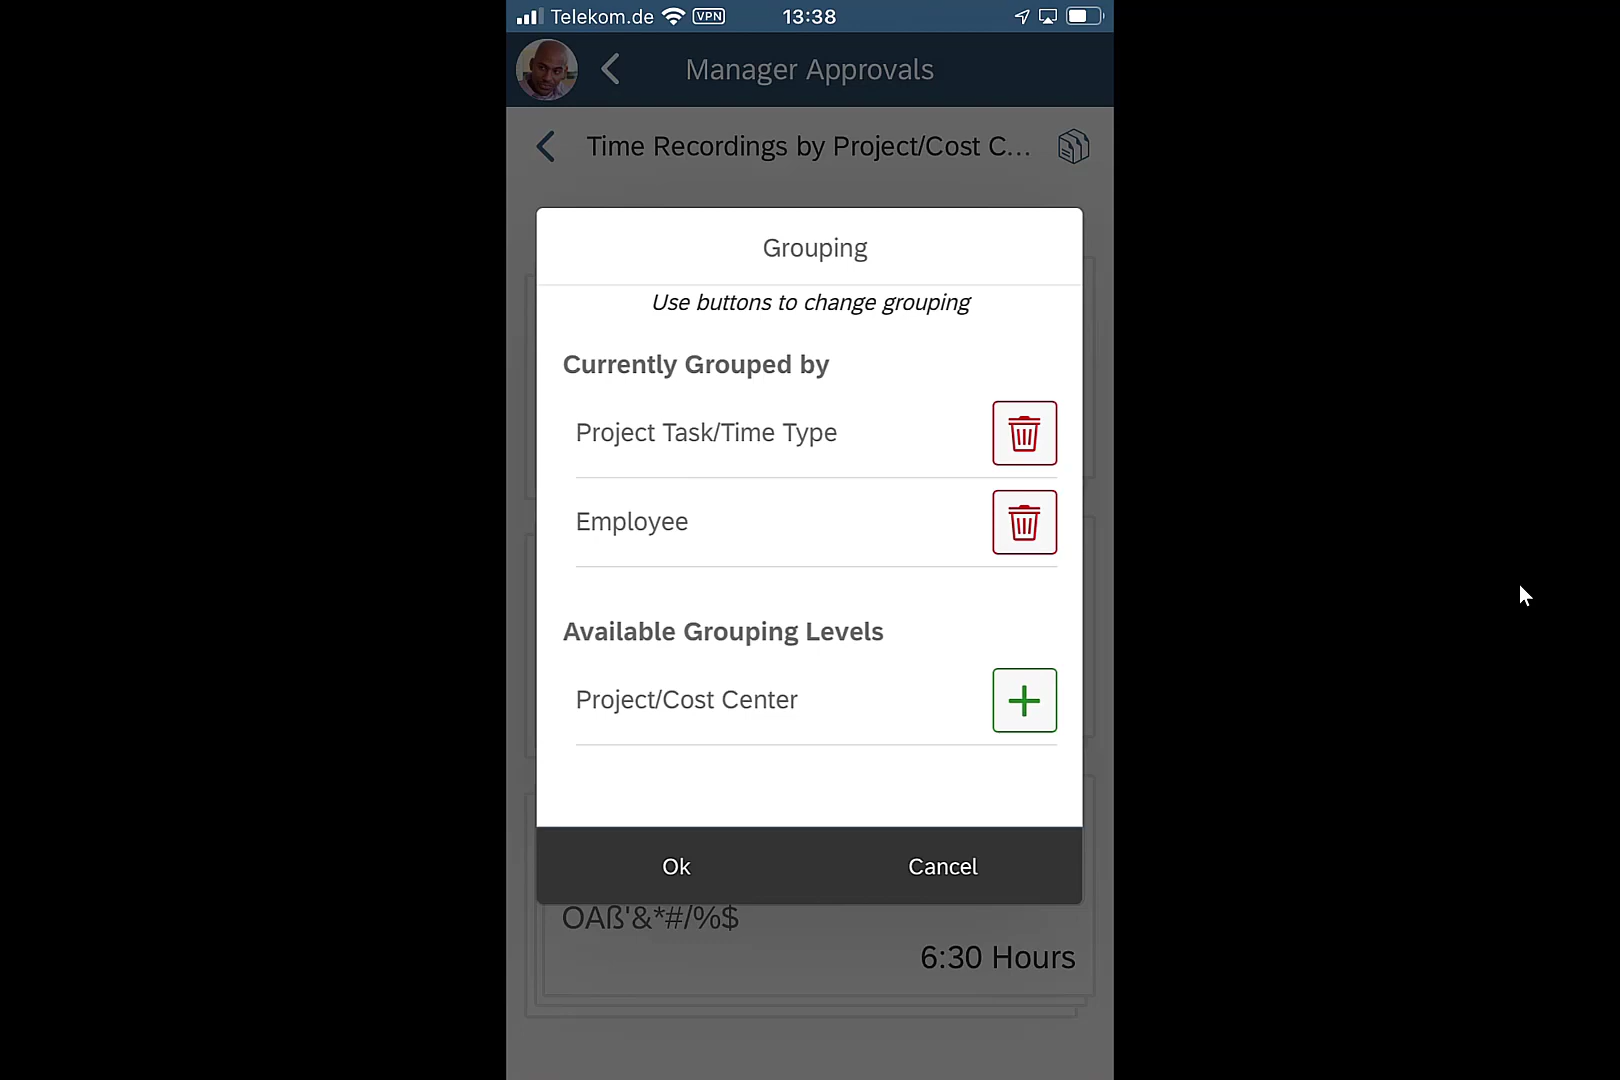 Telekom.de VPN 13:38
Manager Approvals
Time Recordings by Project/Cost C...
Grouping
Use buttons to change grouping
Currently Grouped by
Project Task/Time Type
Employee
Available Grouping Levels
Project/Cost Center
Ok Cancel
OAß'&*#/%$
6:30 Hours